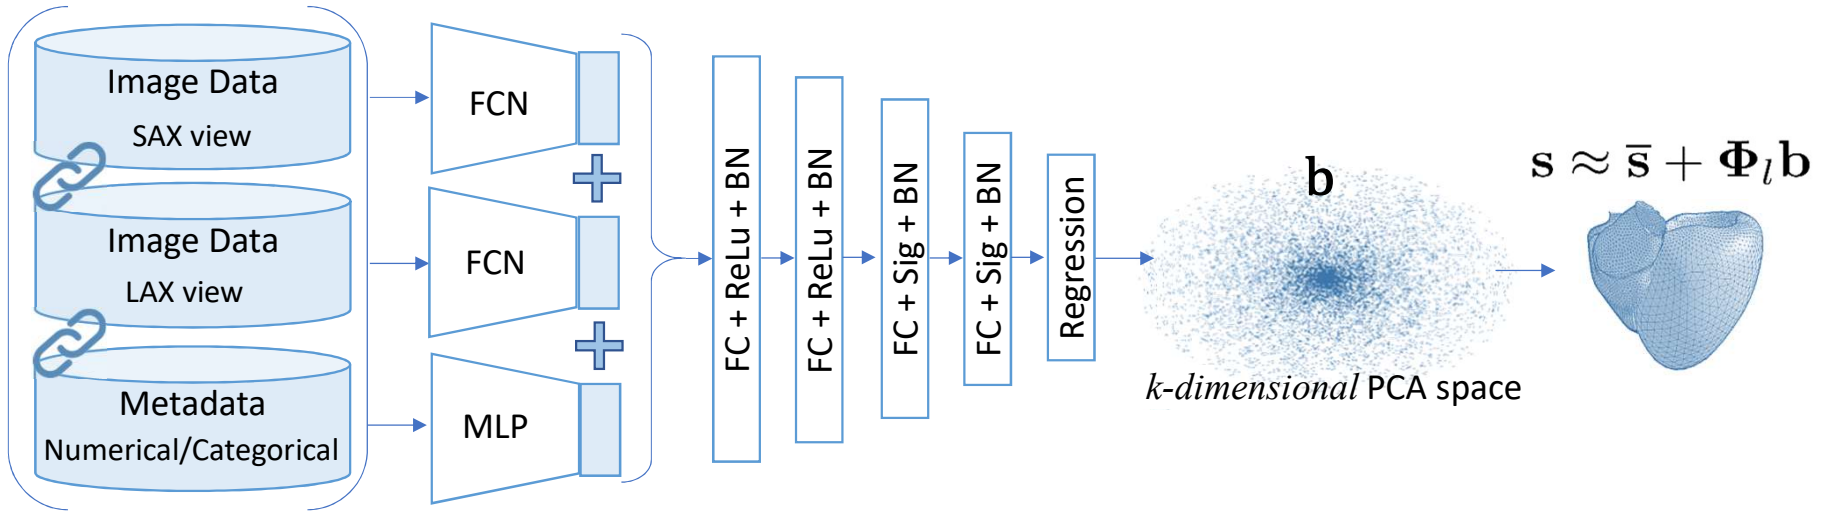 Image Data
SAX view
Image Data
LAX view
Metadata
Numerical/Categorical
FCN
FCN
MLP
FC + ReLu + BN
FC + ReLu + BN
FC + Sig + BN
FC + Sig + BN
Regression
b
k-dimensional PCA space
s ≈ s̅ + Φₗb